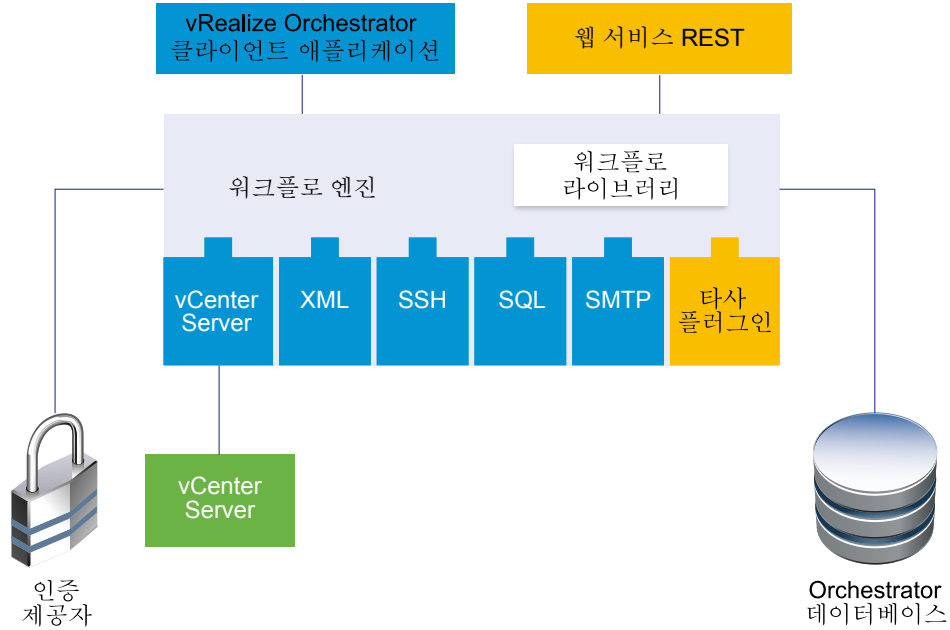 vRealize Orchestrator
클라이언트 애플리케이션
웹 서비스 REST
워크플로 엔진
워크플로
라이브러리
vCenter
Server
XML
SSH
SQL
SMTP
타사
플러그인
vCenter
Server
인증
제공자
Orchestrator
데이터베이스